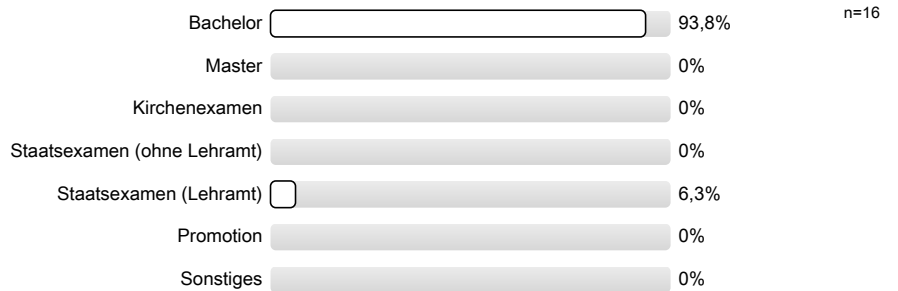 Bachelor 93,8% n=16
Master 0%
Kirchenexamen 0%
Staatsexamen (ohne Lehramt) 0%
Staatsexamen (Lehramt) 6,3%
Promotion 0%
Sonstiges 0%